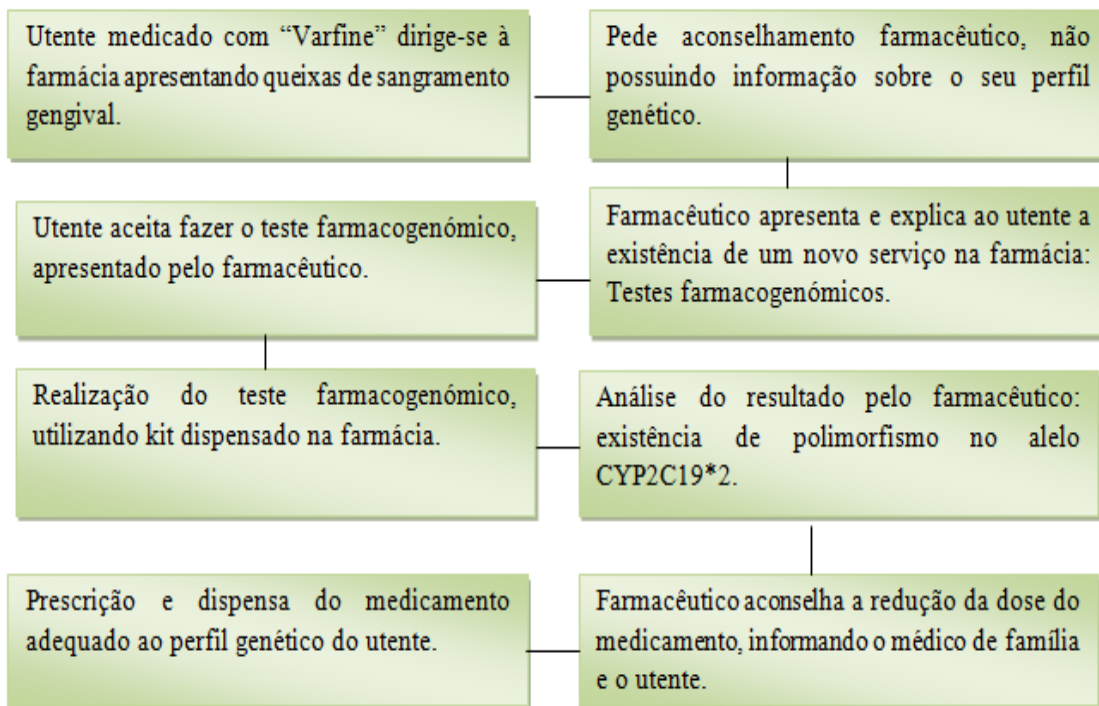 Utente medicado com “Varfine” dirige-se à
farmácia apresentando queixas de sangramento
gengival.
Pede aconselhamento farmacêutico, não
possuindo informação sobre o seu perfil
genético.
Farmacêutico apresenta e explica ao utente a
existência de um novo serviço na farmácia:
Testes farmacogenómicos.
Utente aceita fazer o teste farmacogenómico,
apresentado pelo farmacêutico.
Realização do teste farmacogenómico,
utilizando kit dispensado na farmácia.
Análise do resultado pelo farmacêutico:
existência de polimorfismo no alelo
CYP2C19*2.
Farmacêutico aconselha a redução da dose do
medicamento, informando o médico de família
e o utente.
Prescrição e dispensa do medicamento
adequado ao perfil genético do utente.